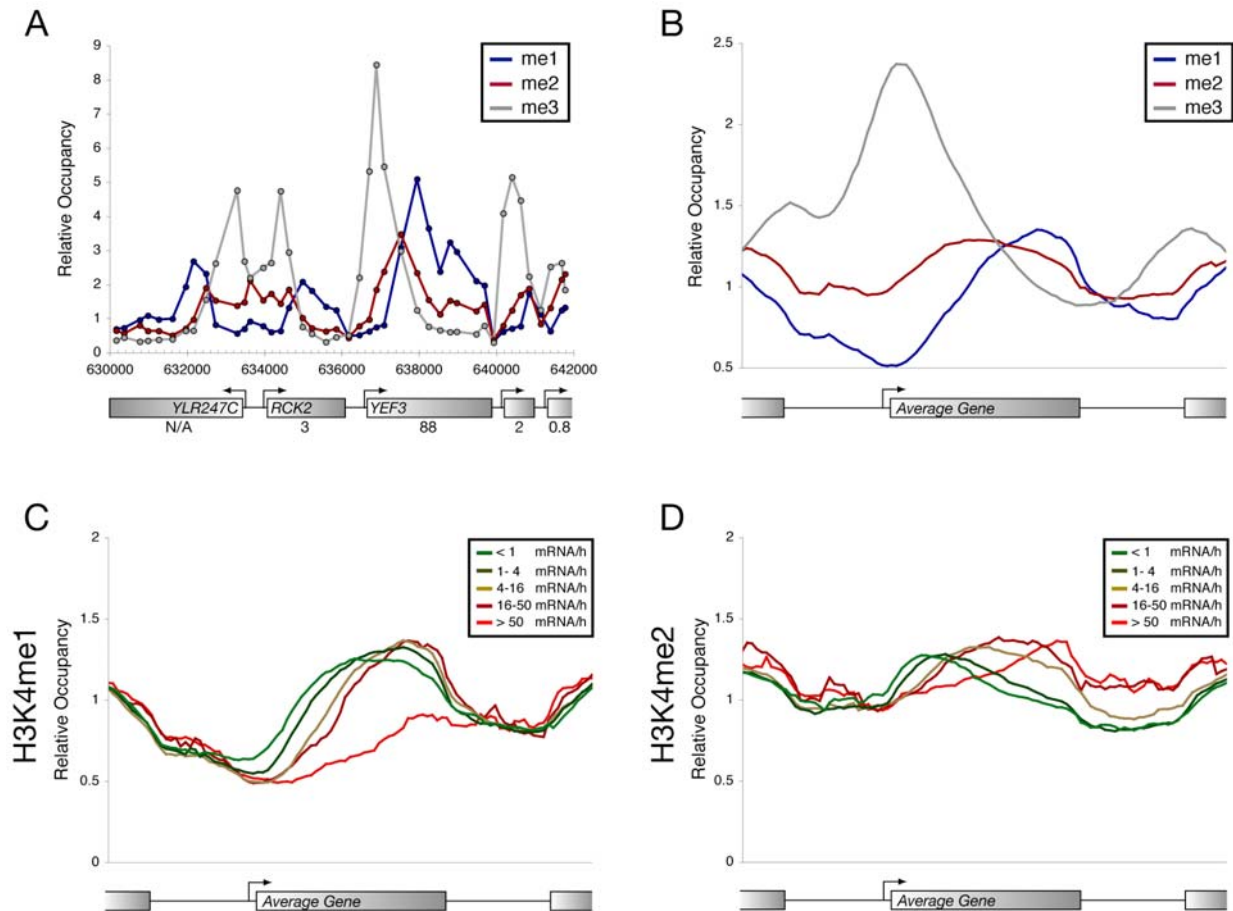 A
9
8
7
6
5
4
3
2
1
0
Relative Occupancy
me1
me2
me3
630000 632000 634000 636000 638000 640000 642000
YLR247C RCK2 YEF3
N/A 3 88 2 0.8
B
2.5
2
1.5
1
0.5
Relative Occupancy
me1
me2
me3
Average Gene
C
H3K4me1
Relative Occupancy
2
1.5
1
0.5
0
< 1 mRNA/h
1- 4 mRNA/h
4-16 mRNA/h
16-50 mRNA/h
> 50 mRNA/h
Average Gene
D
H3K4me2
Relative Occupancy
2
1.5
1
0.5
0
< 1 mRNA/h
1- 4 mRNA/h
4-16 mRNA/h
16-50 mRNA/h
> 50 mRNA/h
Average Gene